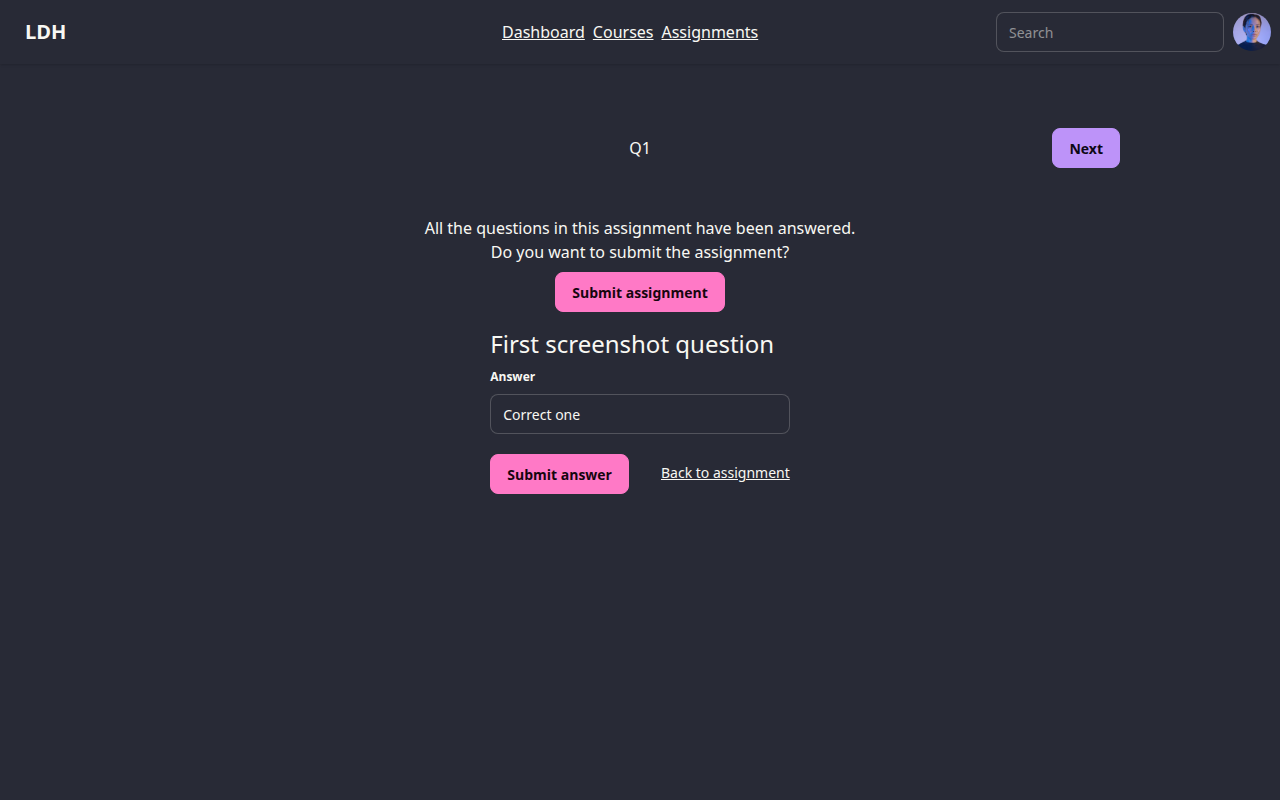 LDH
Dashboard Courses Assignments
Search
Q1
Next
All the questions in this assignment have been answered.
Do you want to submit the assignment?
Submit assignment
First screenshot question
Answer
Correct one
Submit answer
Back to assignment